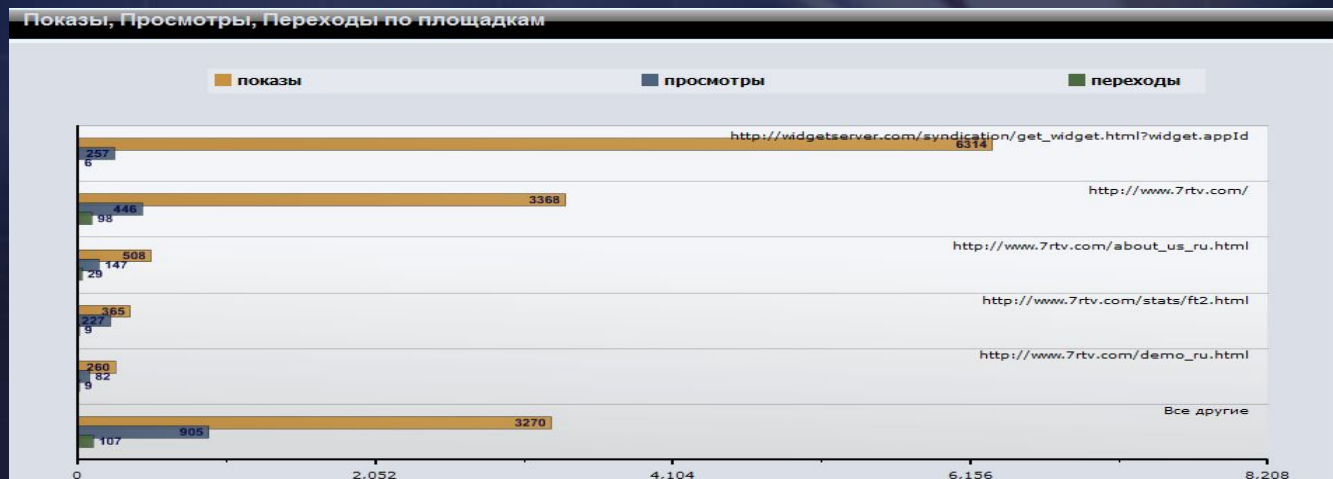 Показы, Просмотры, Переходы по площадкам
показы просмотры переходы
http://widgetserver.com/syndication/get_widget.html?widget.appId
6314
257
6
http://www.7rtv.com/
3368
446
98
http://www.7rtv.com/about_us_ru.html
508
147
29
http://www.7rtv.com/stats/ft2.html
365
227
9
http://www.7rtv.com/demo_ru.html
260
82
9
Все другие
3270
905
107
0 2,052 4,104 6,156 8,208